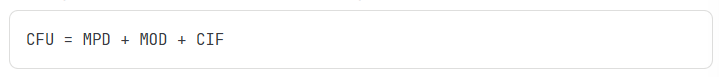 CFU = MPD + MOD + CIF